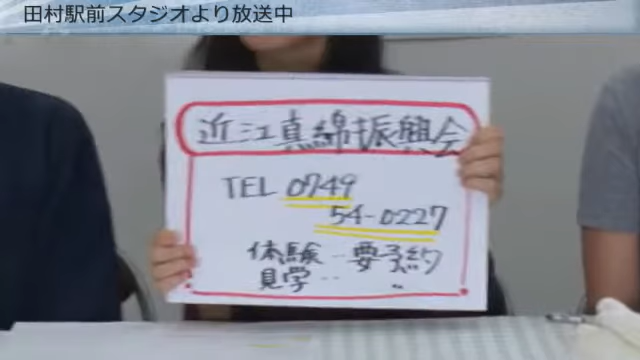 田村駅前スタジオより放送中
近江真綿振興会
TEL 0749
54-0227
体験‥要予約
見学‥ 〃